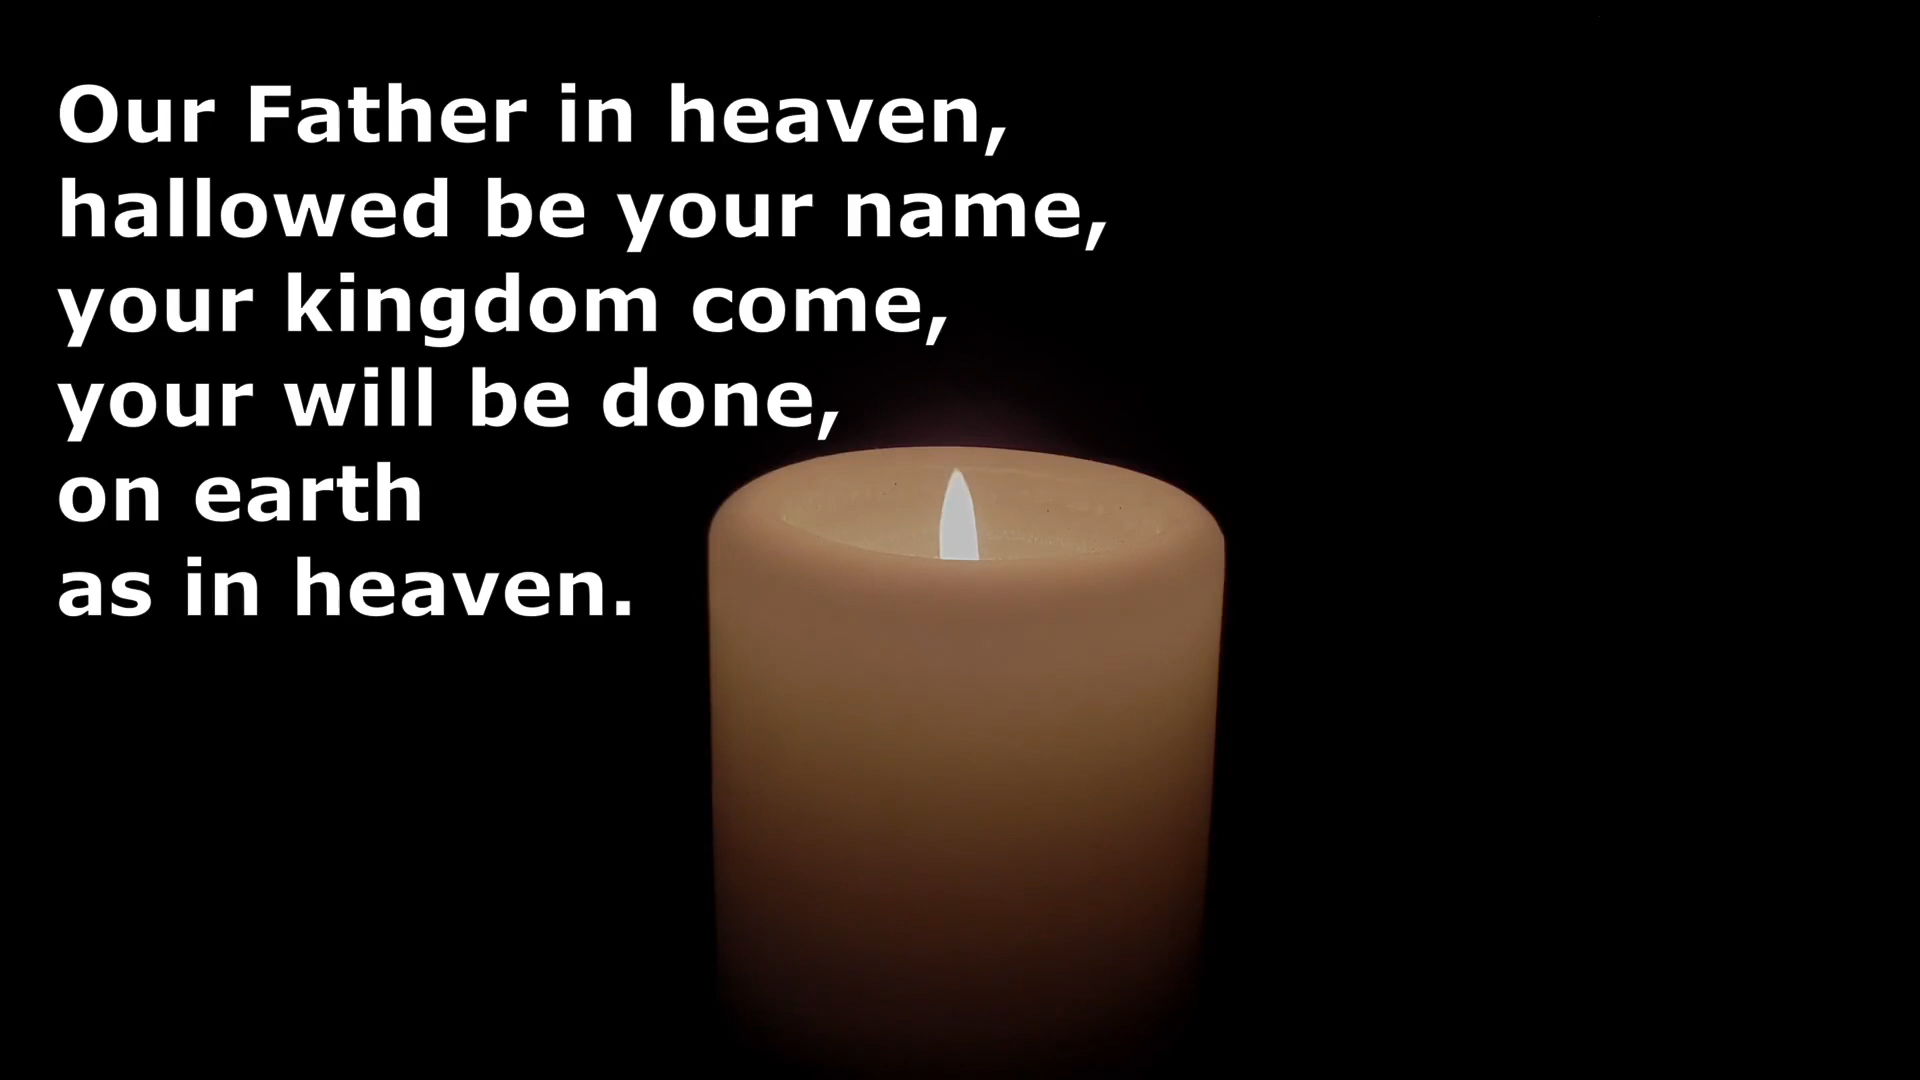 Our Father in heaven,
hallowed be your name,
your kingdom come,
your will be done,
on earth
as in heaven.